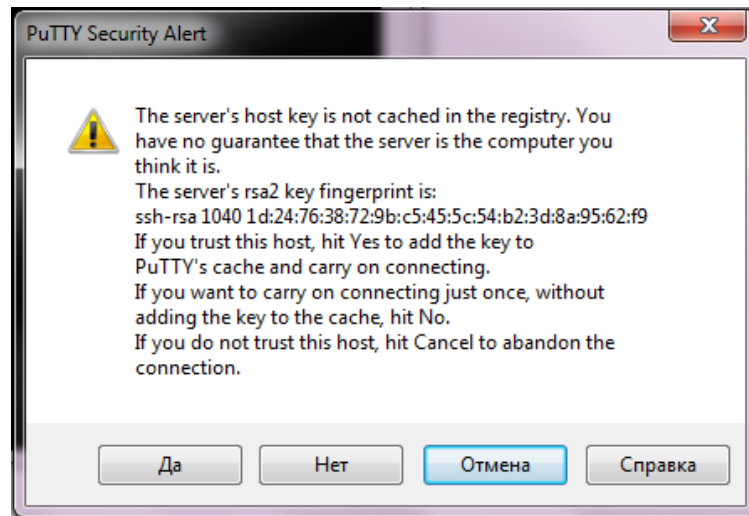 PuTTY Security Alert
The server's host key is not cached in the registry. You
have no guarantee that the server is the computer you
think it is.
The server's rsa2 key fingerprint is:
ssh-rsa 1040 1d:24:76:38:72:9b:c5:45:5c:54:b2:3d:8a:95:62:f9
If you trust this host, hit Yes to add the key to
PuTTY's cache and carry on connecting.
If you want to carry on connecting just once, without
adding the key to the cache, hit No.
If you do not trust this host, hit Cancel to abandon the
connection.
Да Нет Отмена Справка